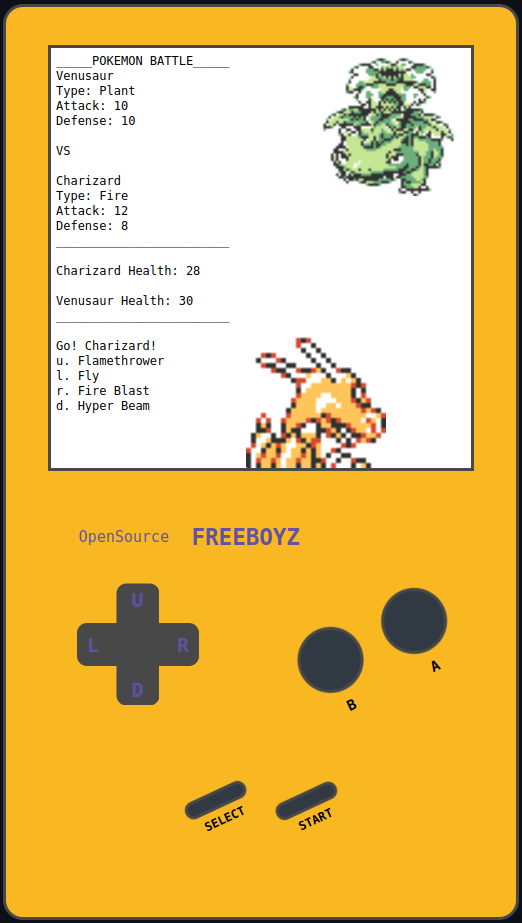 _____POKEMON BATTLE_____
Venusaur
Type: Plant
Attack: 10
Defense: 10
VS
Charizard
Type: Fire
Attack: 12
Defense: 8
________________________
Charizard Health: 28
Venusaur Health: 30
________________________
Go! Charizard!
u. Flamethrower
l. Fly
r. Fire Blast
d. Hyper Beam
OpenSource FREEBOYZ
U
L R
D
A
B
SELECT START